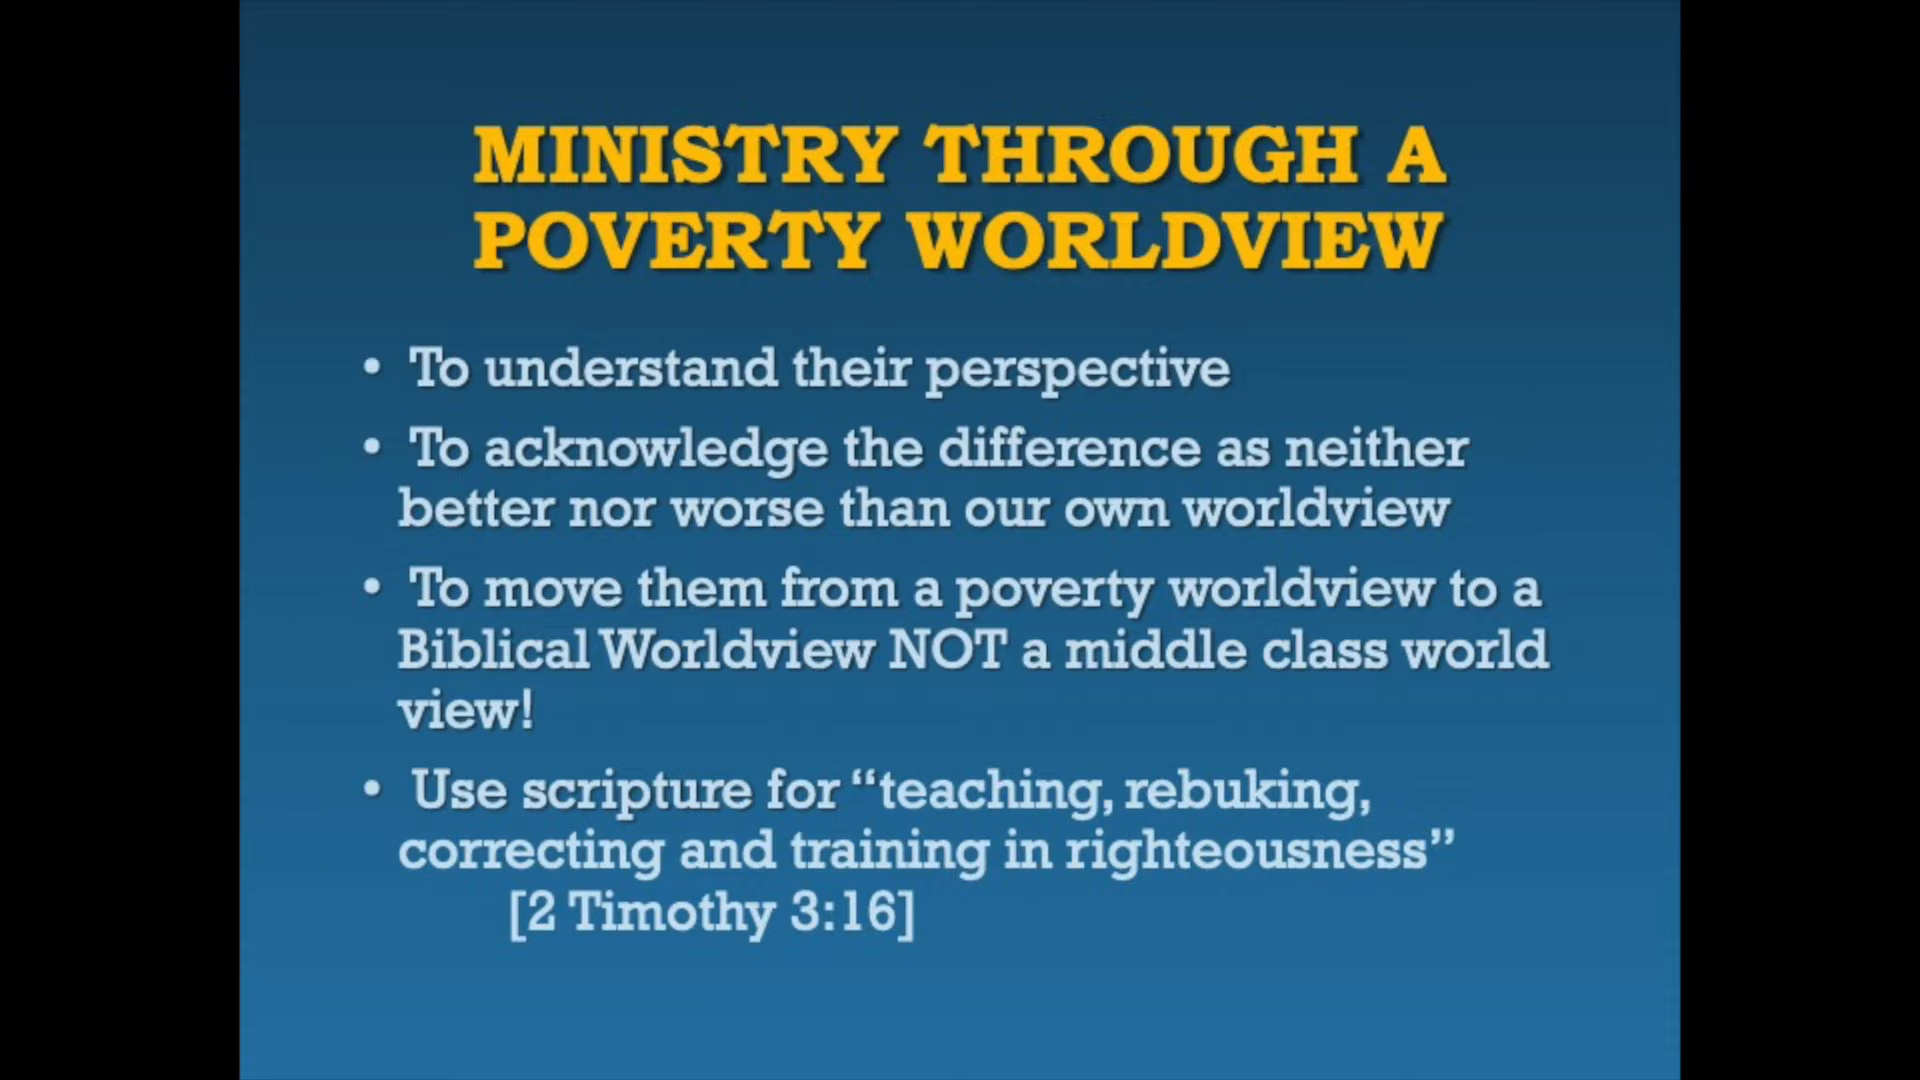 MINISTRY THROUGH A
POVERTY WORLDVIEW
• To understand their perspective
• To acknowledge the difference as neither
better nor worse than our own worldview
• To move them from a poverty worldview to a
Biblical Worldview NOT a middle class world
view!
• Use scripture for “teaching, rebuking,
correcting and training in righteousness”
[2 Timothy 3:16]